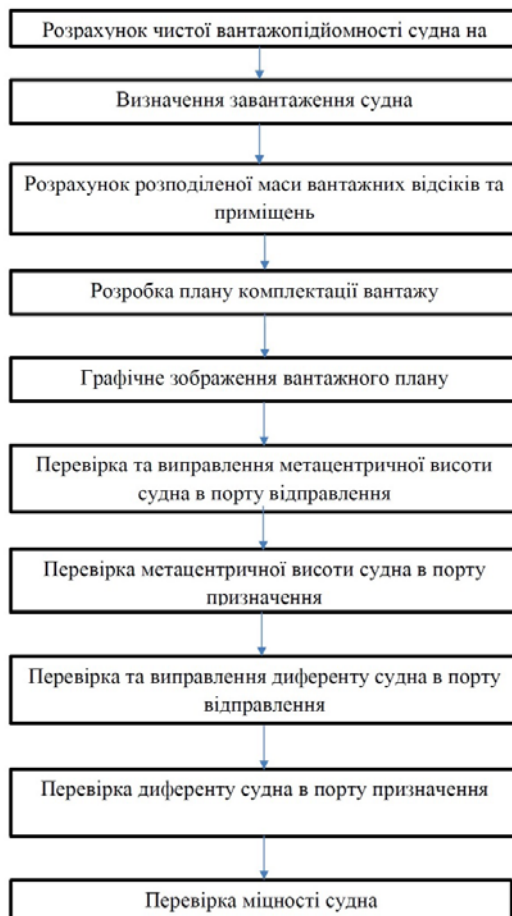 Розрахунок чистої вантажопідйомності судна на
Визначення завантаження судна
Розрахунок розподіленої маси вантажних відсіків та
приміщень
Розробка плану комплектації вантажу
Графічне зображення вантажного плану
Перевірка та виправлення метацентричної висоти
судна в порту відправлення
Перевірка метацентричної висоти судна в порту
призначення
Перевірка та виправлення диференту судна в порту
відправлення
Перевірка диференту судна в порту призначення
Перевірка міцності судна